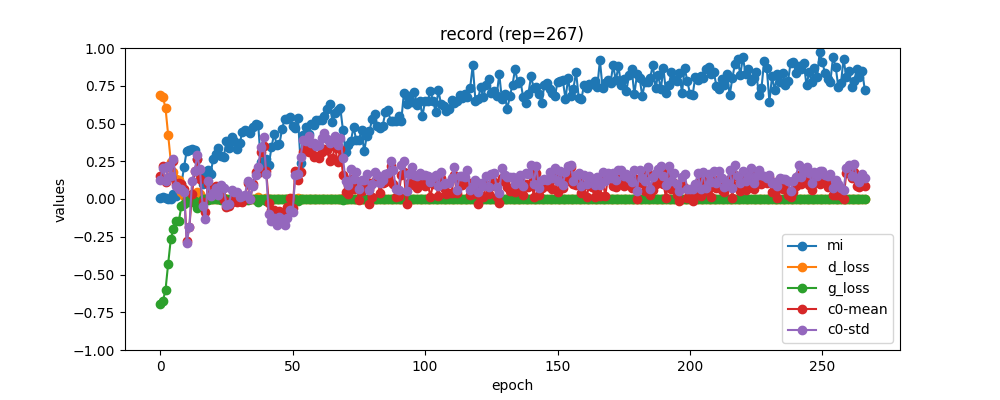 record (rep=267)
1.00
0.75
0.50
0.25
0.00
−0.25
−0.50
−0.75
−1.00
values
0 50 100 150 200 250
epoch
mi
d_loss
g_loss
c0-mean
c0-std